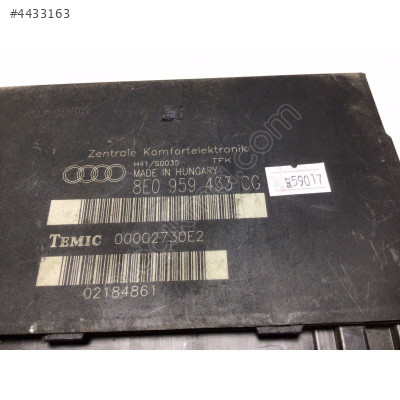 #4433163
Zentrale Komfortelektronik
H41/S0035 TFK
MADE IN HUNGARY
8E0 959 433 CG
59017
TEMIC 00002730E2
02184861